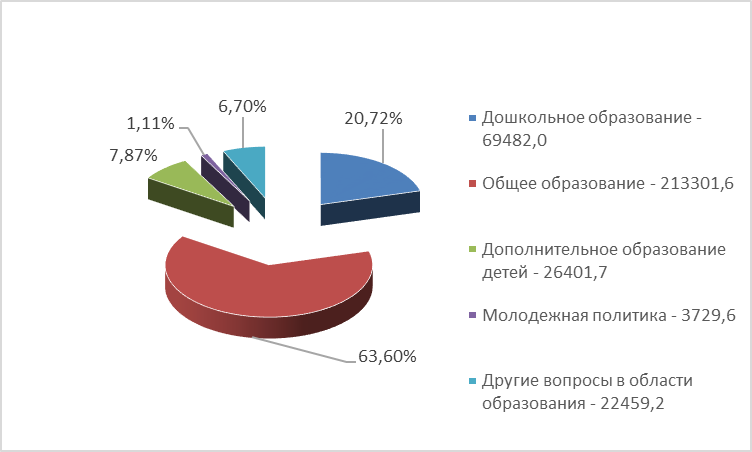 6,70%
1,11%
20,72%
7,87%
63,60%
Дошкольное образование -
69482,0
Общее образование - 213301,6
Дополнительное образование
детей - 26401,7
Молодежная политика - 3729,6
Другие вопросы в области
образования - 22459,2